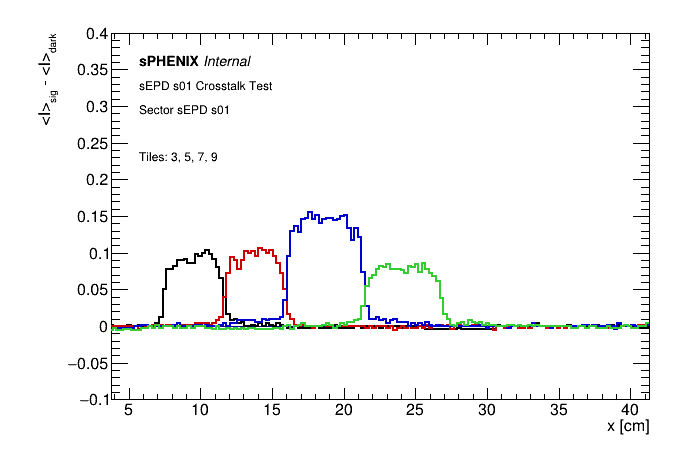 <I>sig - <I>dark
0.4
0.35
0.3
0.25
0.2
0.15
0.1
0.05
0
−0.05
−0.1
sPHENIX Internal
sEPD s01 Crosstalk Test
Sector sEPD s01
Tiles: 3, 5, 7, 9
5 10 15 20 25 30 35 40
x [cm]